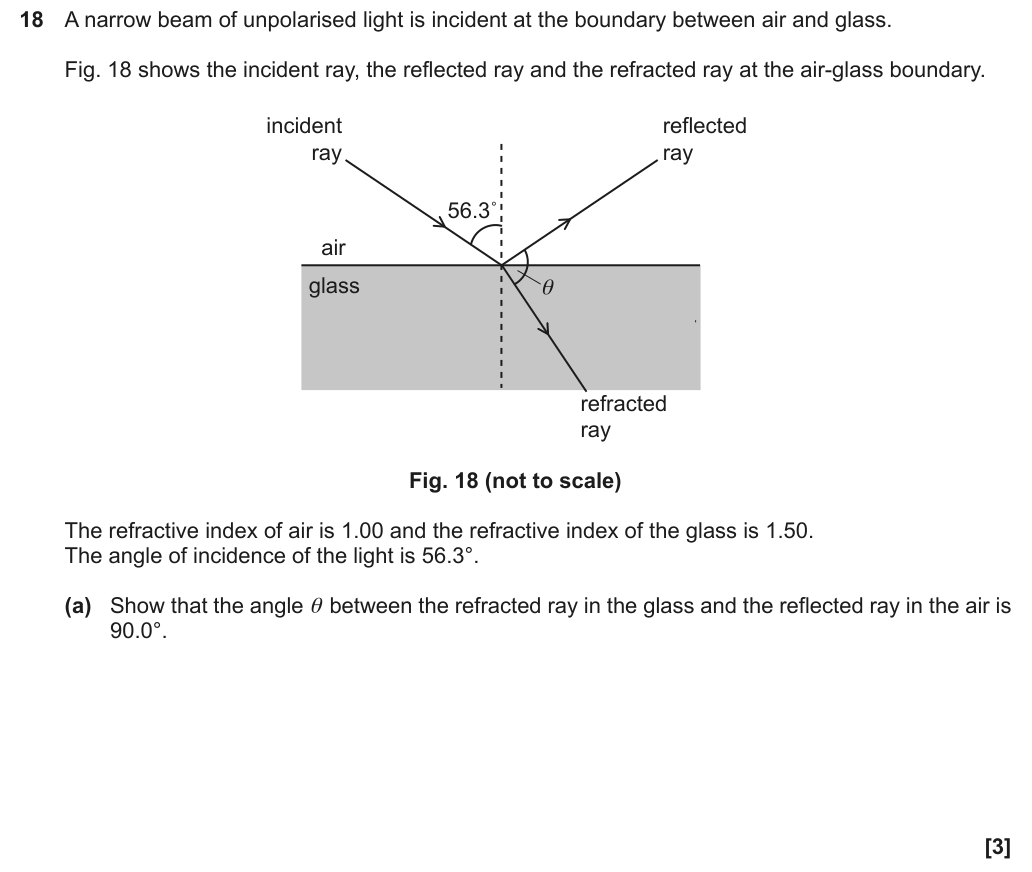 18 A narrow beam of unpolarised light is incident at the boundary between air and glass.
Fig. 18 shows the incident ray, the reflected ray and the refracted ray at the air-glass boundary.
incident
ray
reflected
ray
56.3°
air
glass
θ
refracted
ray
Fig. 18 (not to scale)
The refractive index of air is 1.00 and the refractive index of the glass is 1.50.
The angle of incidence of the light is 56.3°.
(a) Show that the angle θ between the refracted ray in the glass and the reflected ray in the air is
90.0°.
[3]